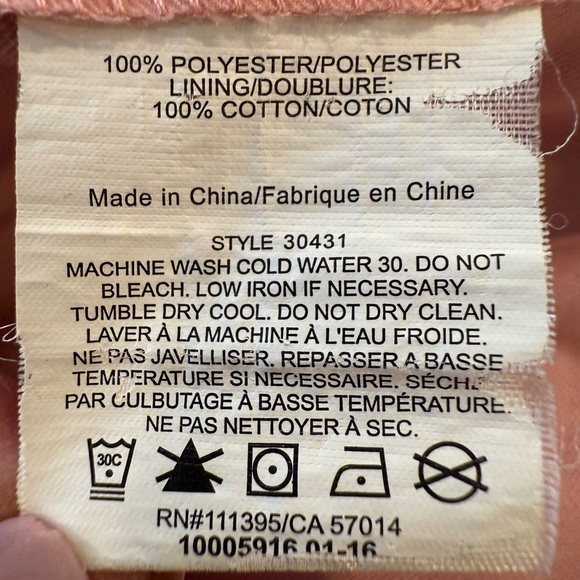 100% POLYESTER/POLYESTER
LINING/DOUBLURE:
100% COTTON/COTON
Made in China/Fabrique en Chine
STYLE 30431
MACHINE WASH COLD WATER 30. DO NOT
BLEACH. LOW IRON IF NECESSARY.
TUMBLE DRY COOL. DO NOT DRY CLEAN.
LAVER À LA MACHINE À L'EAU FROIDE.
NE PAS JAVELLISER. REPASSER A BASSE
TEMPERATURE SI NECESSAIRE. SÉCHE
PAR CULBUTAGE À BASSE TEMPÉRATURE.
NE PAS NETTOYER À SEC.
30C
RN#111395/CA 57014
10005916 01-16